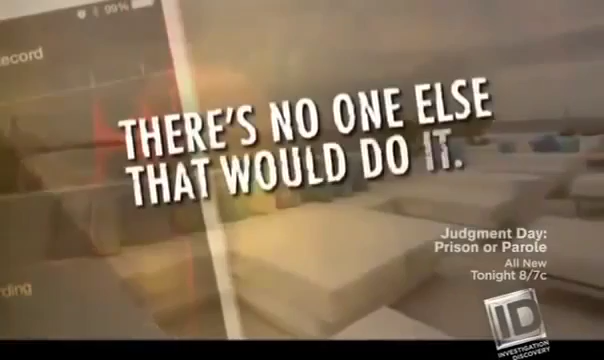 99%
ecord
THERE'S NO ONE ELSE
THAT WOULD DO IT.
Judgment Day:
Prison or Parole
All New
Tonight 8/7c
rding
ID
INVESTIGATION
DISCOVERY